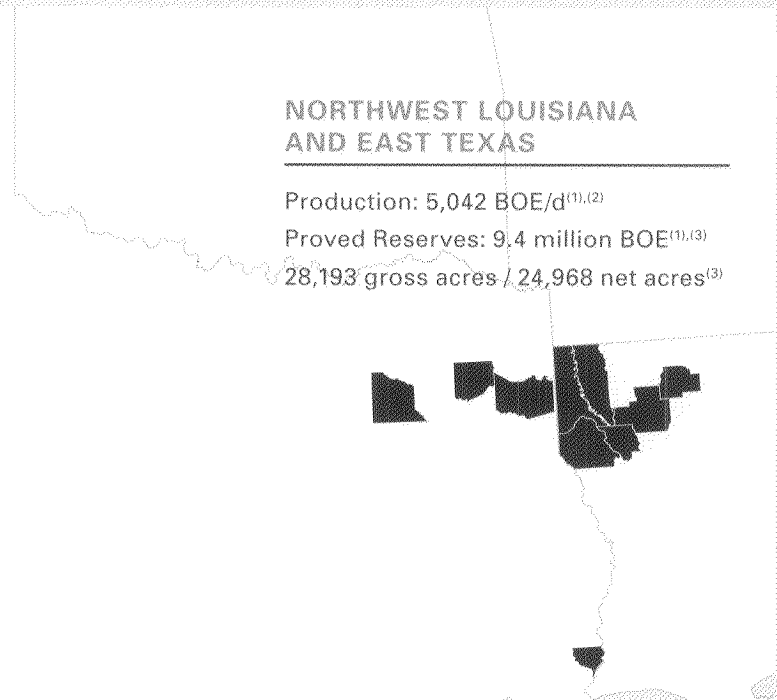 NORTHWEST LOUISIANA
AND EAST TEXAS
Production: 5,042 BOE/d(1),(2)
Proved Reserves: 9.4 million BOE(1),(3)
28,193 gross acres / 24,968 net acres(3)